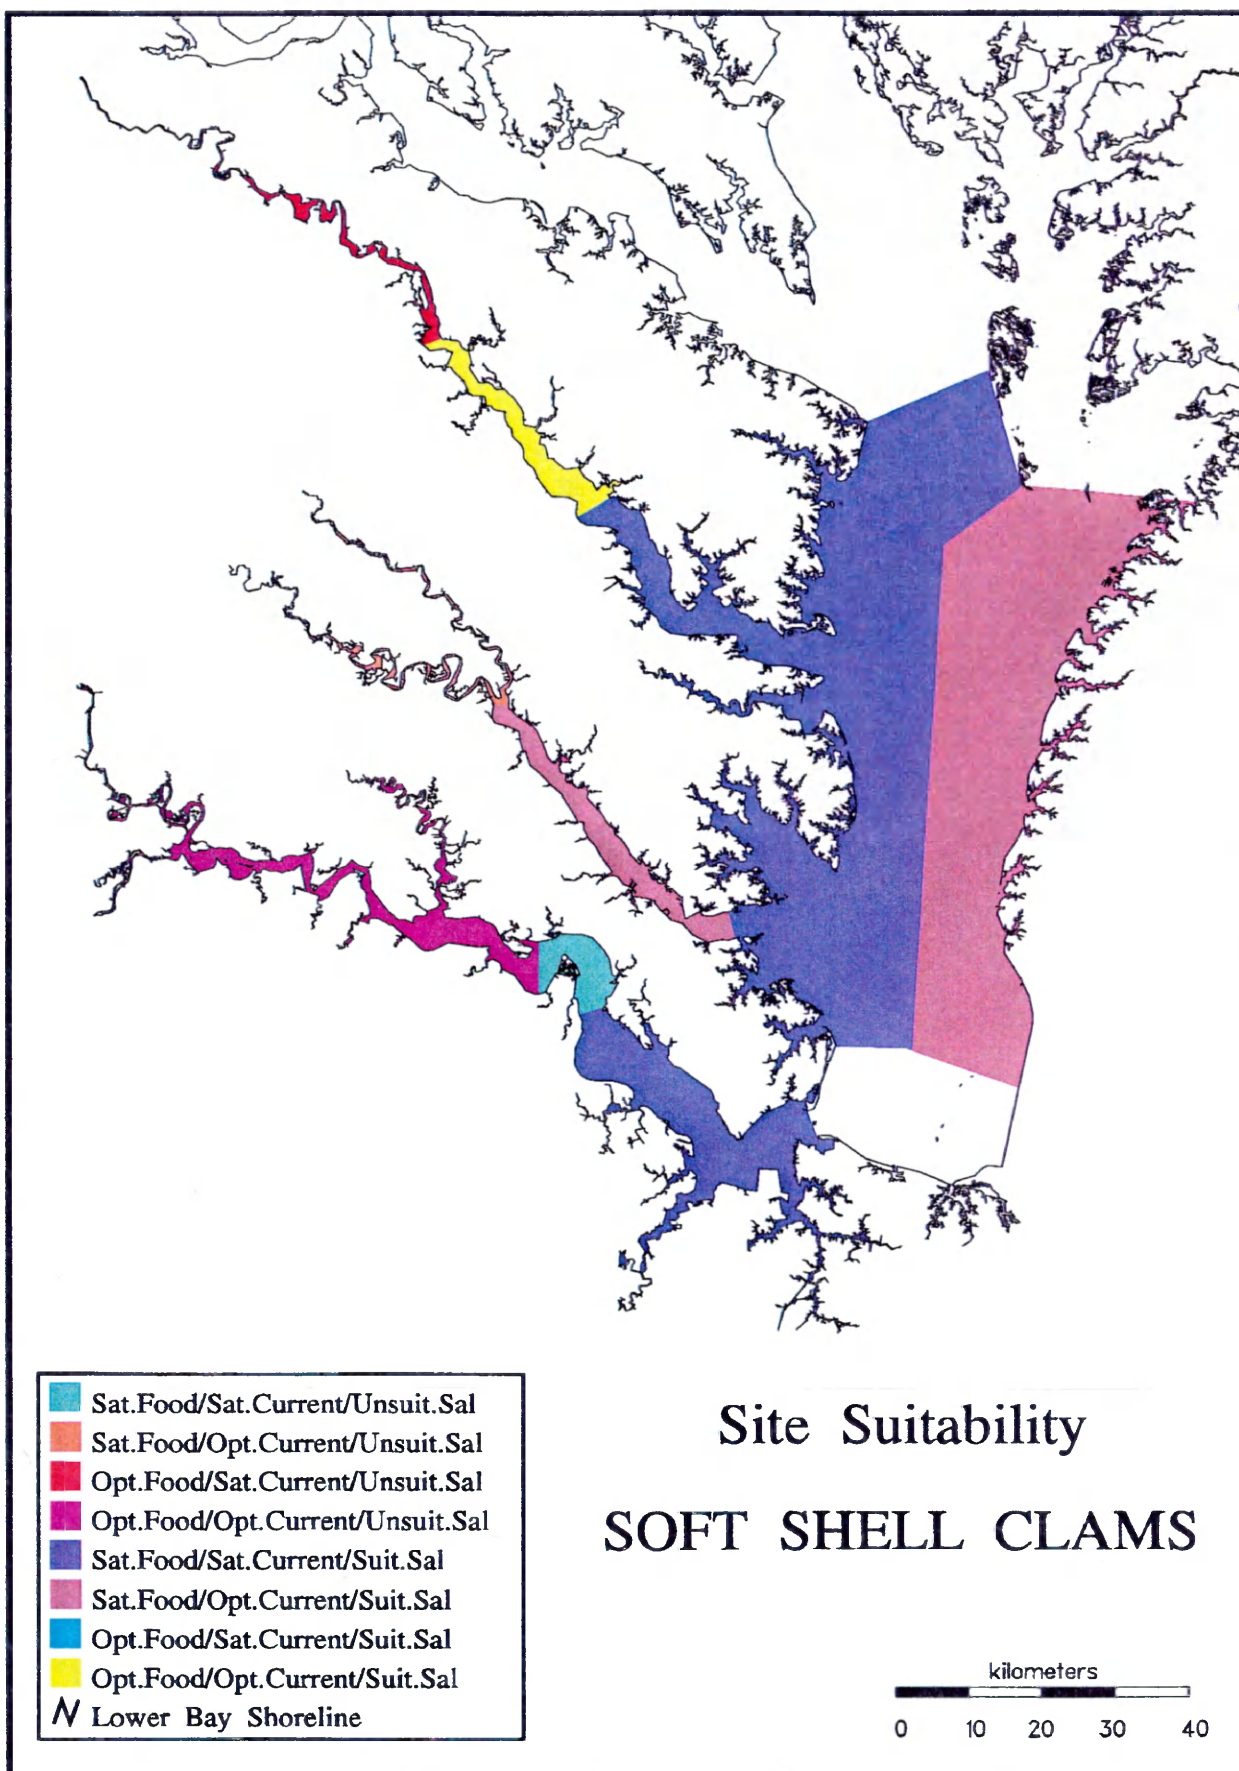 Sat.Food/Sat.Current/Unsuit.Sal
Sat.Food/Opt.Current/Unsuit.Sal
Opt.Food/Sat.Current/Unsuit.Sal
Opt.Food/Opt.Current/Unsuit.Sal
Sat.Food/Sat.Current/Suit.Sal
Sat.Food/Opt.Current/Suit.Sal
Opt.Food/Sat.Current/Suit.Sal
Opt.Food/Opt.Current/Suit.Sal
Lower Bay Shoreline
Site Suitability
SOFT SHELL CLAMS
kilometers
0 10 20 30 40